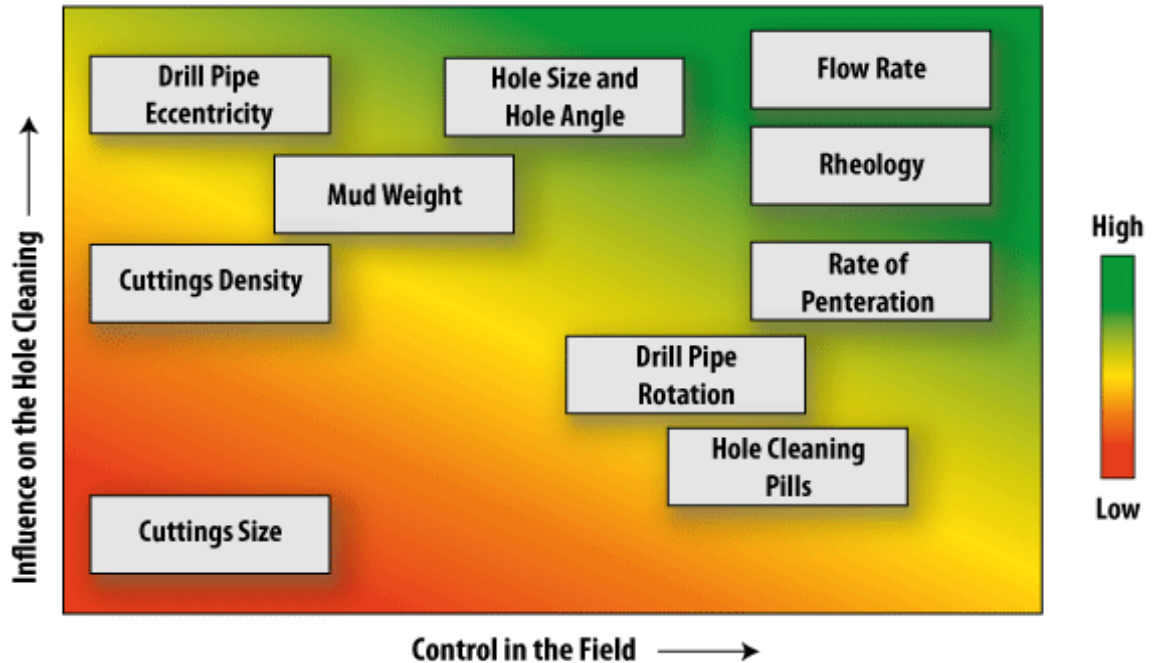 Drill Pipe
Eccentricity
Hole Size and
Hole Angle
Flow Rate
Mud Weight
Rheology
Cuttings Density
Rate of
Penteration
Drill Pipe
Rotation
Hole Cleaning
Pills
Cuttings Size
Influence on the Hole Cleaning
Control in the Field
High
Low